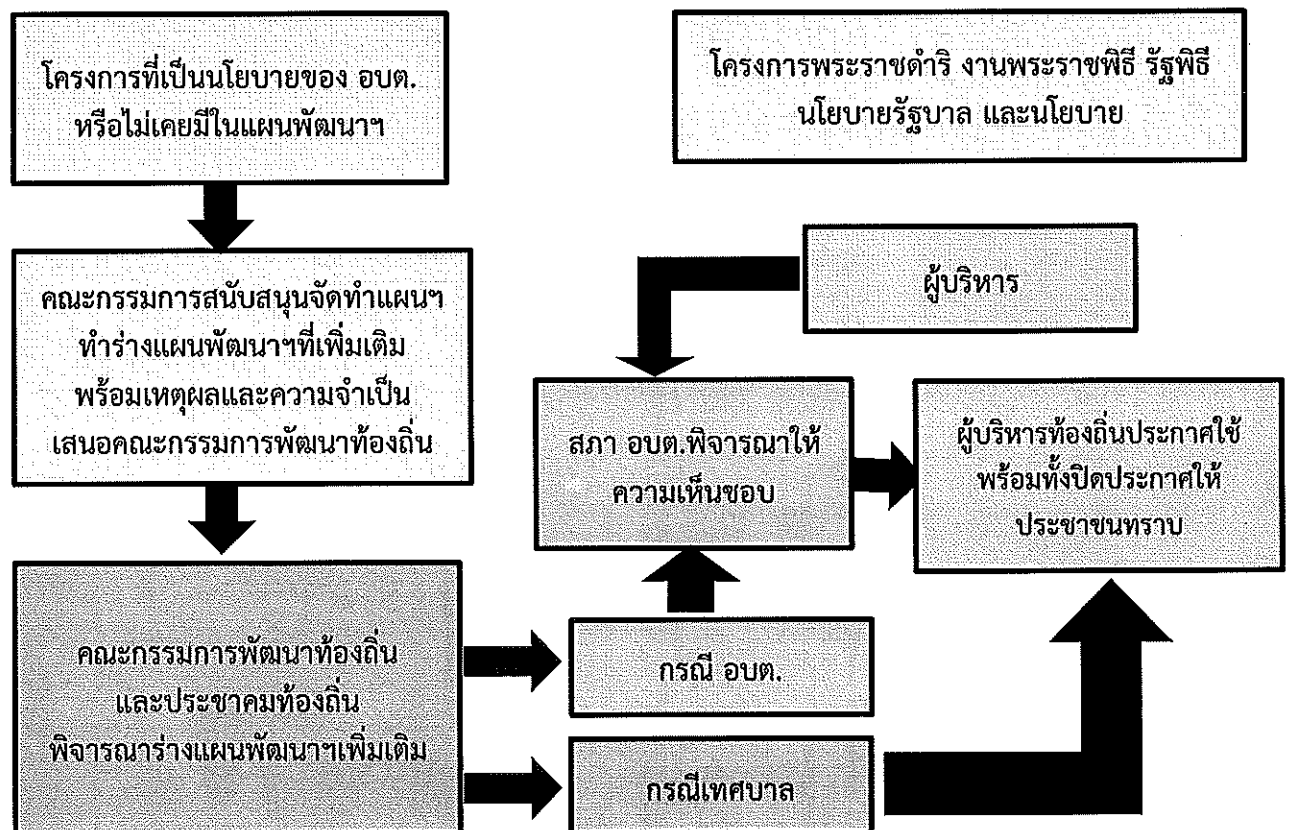 โครงการที่เป็นนโยบายของ อบต.
หรือไม่เคยมีในแผนพัฒนาฯ
โครงการพระราชดำริ งานพระราชพิธี รัฐพิธี
นโยบายรัฐบาล และนโยบาย
คณะกรรมการสนับสนุนจัดทำแผนฯ
ทำร่างแผนพัฒนาฯที่เพิ่มเติม
พร้อมเหตุผลและความจำเป็น
เสนอคณะกรรมการพัฒนาท้องถิ่น
ผู้บริหาร
สภา อบต.พิจารณาให้
ความเห็นชอบ
ผู้บริหารท้องถิ่นประกาศใช้
พร้อมทั้งปิดประกาศให้
ประชาชนทราบ
คณะกรรมการพัฒนาท้องถิ่น
และประชาคมท้องถิ่น
พิจารณาร่างแผนพัฒนาฯเพิ่มเติม
กรณี อบต.
กรณีเทศบาล